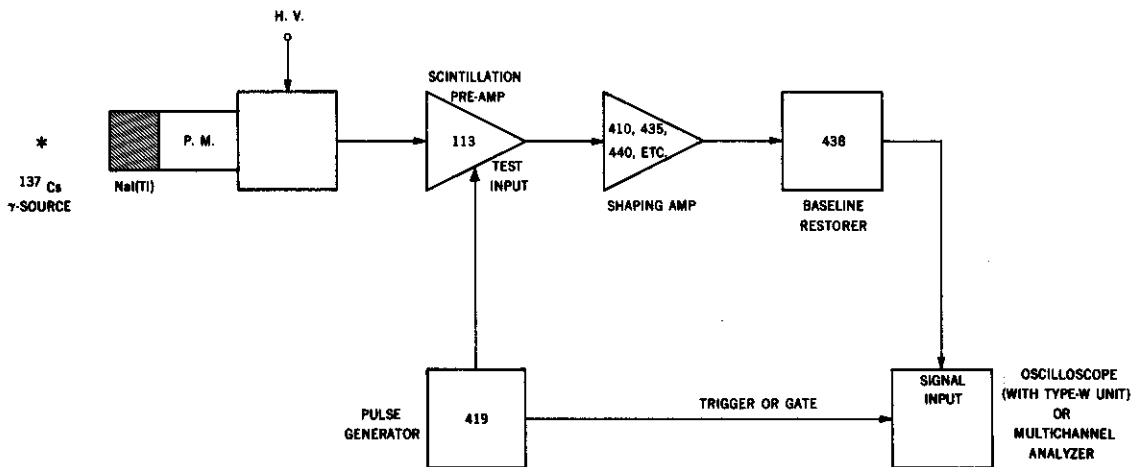 H. V.
SCINTILLATION
PRE-AMP
P. M.
113
TEST
INPUT
410, 435,
440, ETC.
438
*
137 Cs
γ-SOURCE
NaI(Tl)
SHAPING AMP
BASELINE
RESTORER
PULSE
GENERATOR
419
TRIGGER OR GATE
SIGNAL
INPUT
OSCILLOSCOPE
(WITH TYPE-W UNIT)
OR
MULTICHANNEL
ANALYZER